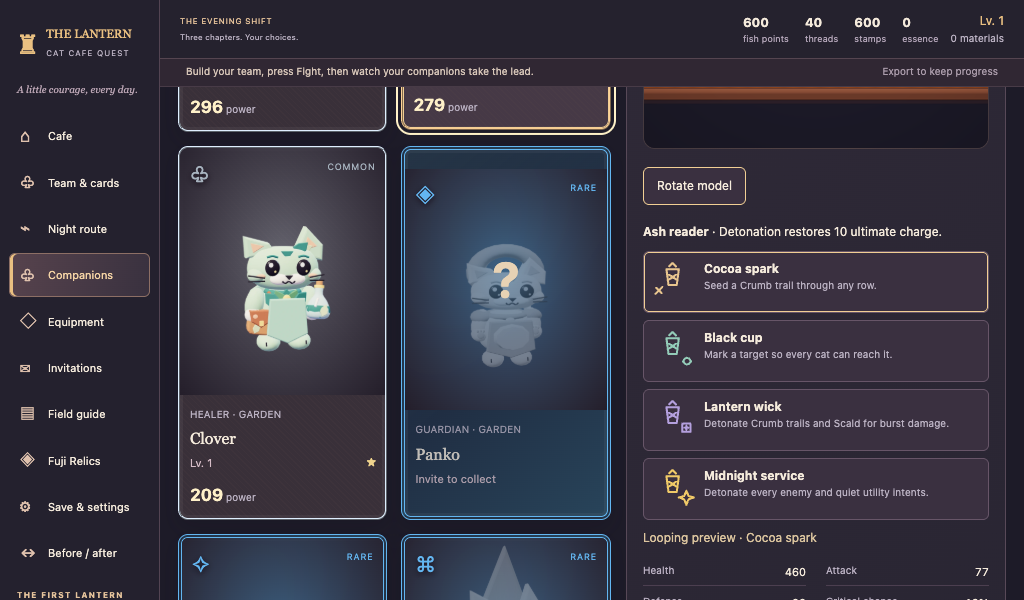 THE LANTERN
CAT CAFE QUEST
A little courage, every day.
Cafe
Team & cards
Night route
Companions
Equipment
Invitations
Field guide
Fuji Relics
Save & settings
Before / after
THE FIRST LANTERN
THE EVENING SHIFT
Three chapters. Your choices.
600 fish points
40 threads
600 stamps
0 essence
Lv. 1
0 materials
Build your team, press Fight, then watch your companions take the lead.
Export to keep progress
296 power
279 power
COMMON
HEALER · GARDEN
Clover
Lv. 1
209 power
RARE
?
GUARDIAN · GARDEN
Panko
Invite to collect
RARE
RARE
Rotate model
Ash reader · Detonation restores 10 ultimate charge.
Cocoa spark
Seed a Crumb trail through any row.
Black cup
Mark a target so every cat can reach it.
Lantern wick
Detonate Crumb trails and Scald for burst damage.
Midnight service
Detonate every enemy and quiet utility intents.
Looping preview · Cocoa spark
Health 460
Attack 77